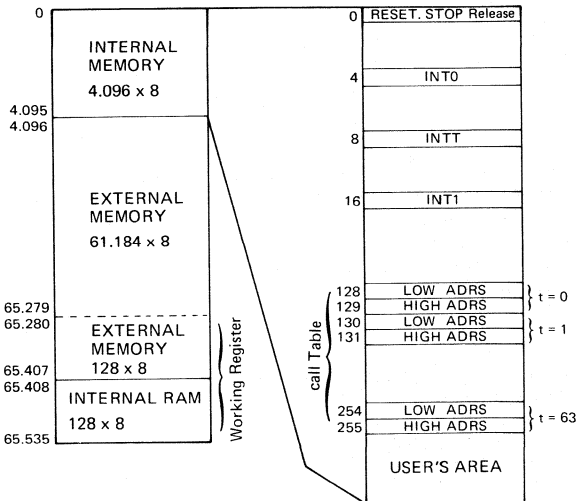 0
INTERNAL
MEMORY
4.096 x 8
4.095
4.096
EXTERNAL
MEMORY
61.184 x 8
65.279
65.280
EXTERNAL
MEMORY
128 x 8
65.407
65.408
INTERNAL RAM
128 x 8
65.535
Working Register
0 RESET. STOP Release
4 INT0
8 INTT
16 INT1
128 LOW ADRS
129 HIGH ADRS
t = 0
130 LOW ADRS
131 HIGH ADRS
t = 1
call Table
254 LOW ADRS
255 HIGH ADRS
t = 63
USER'S AREA